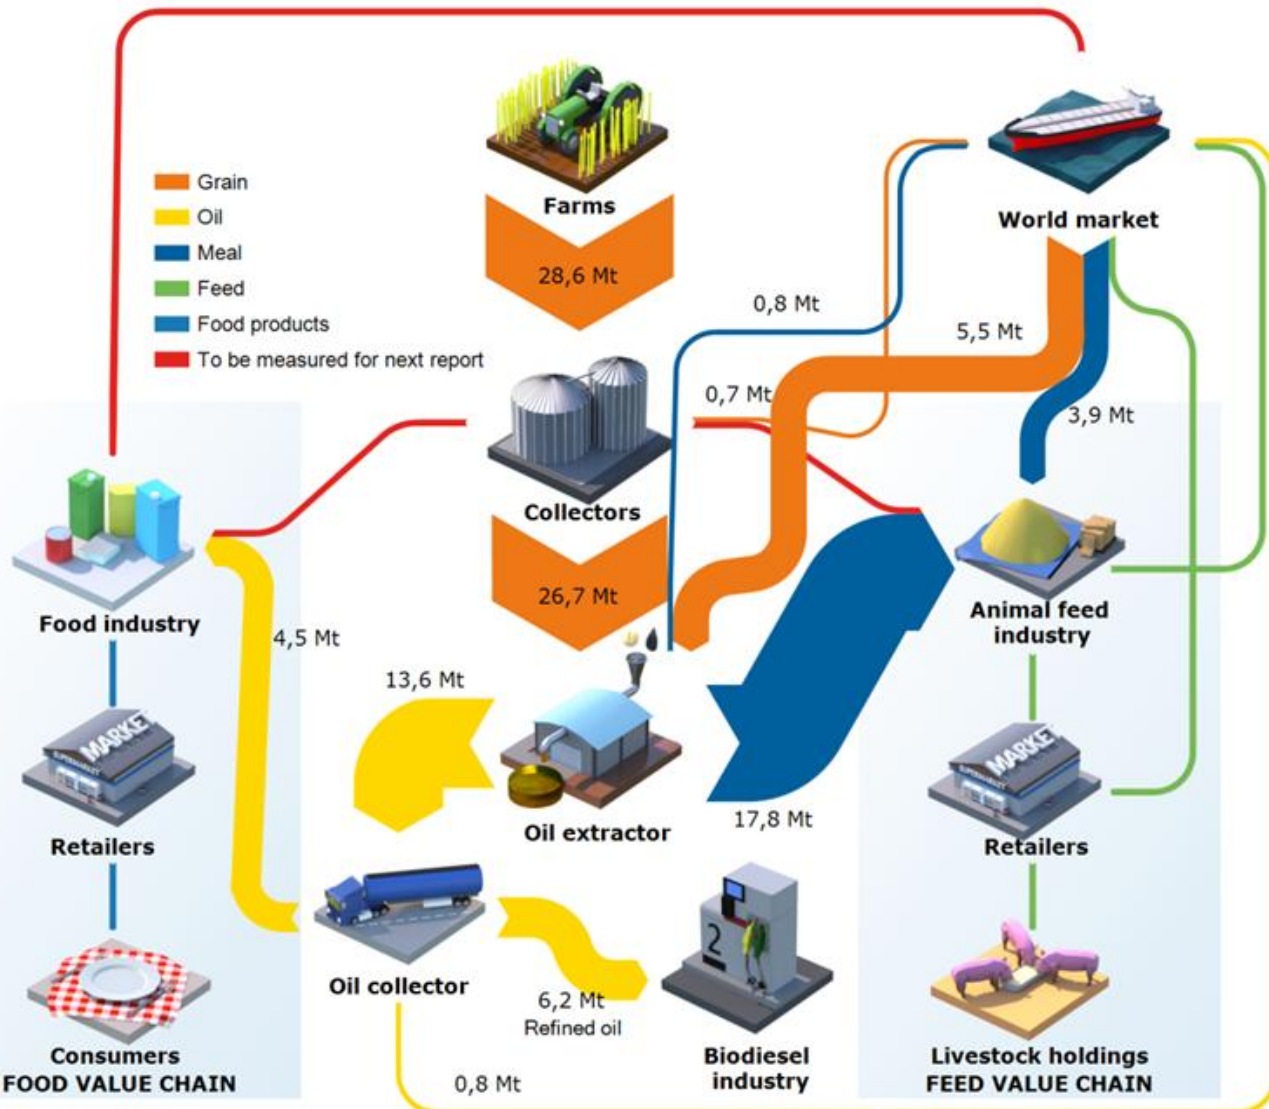 Farms
World market
Grain
Oil
Meal
Feed
Food products
To be measured for next report
28,6 Mt
0,8 Mt
5,5 Mt
0,7 Mt
3,9 Mt
Collectors
26,7 Mt
Food industry
Animal feed
industry
4,5 Mt
13,6 Mt
MARKET
SUPERMARKET
MARKET
SUPERMARKET
17,8 Mt
Oil extractor
Retailers
Retailers
2
Oil collector
6,2 Mt
Refined oil
Consumers
FOOD VALUE CHAIN
Biodiesel
industry
Livestock holdings
FEED VALUE CHAIN
0,8 Mt